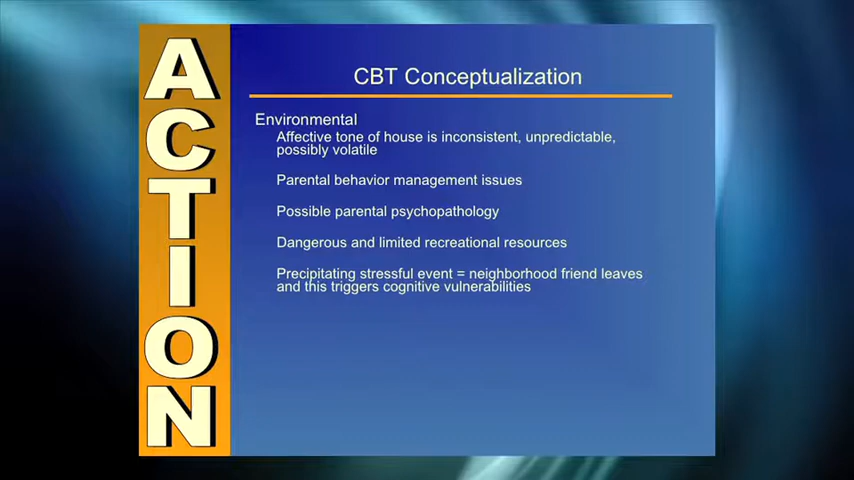 ACTION
CBT Conceptualization
Environmental
Affective tone of house is inconsistent, unpredictable,
possibly volatile
Parental behavior management issues
Possible parental psychopathology
Dangerous and limited recreational resources
Precipitating stressful event = neighborhood friend leaves
and this triggers cognitive vulnerabilities